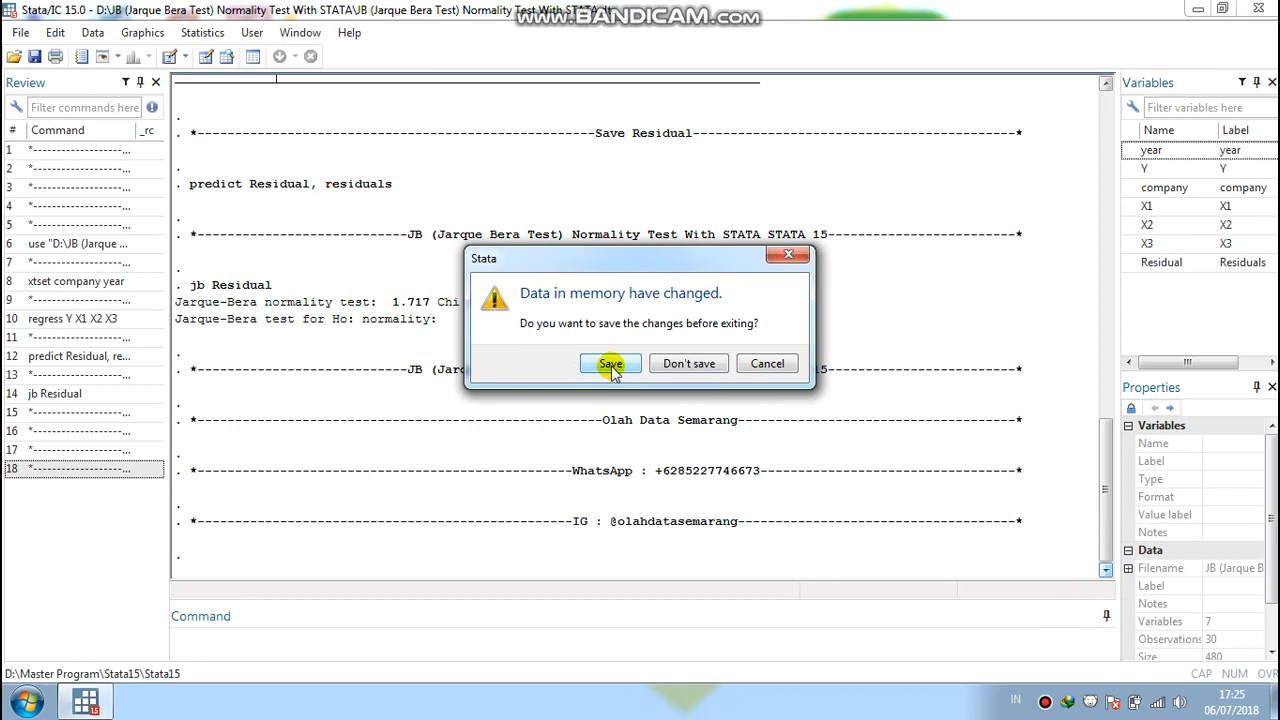 Stata/IC 15.0 - D:\JB (Jarque Bera Test) Normality Test With STATA\JB (Jarque Bera Test) Normality Test With STATA
www.BANDICAM.com
File Edit Data Graphics Statistics User Window Help
Review
Filter commands here
# Command _rc
1 *-------------------...
2 *-------------------...
3 *-------------------...
4 *-------------------...
5 *-------------------...
6 use "D:\JB (Jarque ...
7 *-------------------...
8 xtset company year
9 *-------------------...
10 regress Y X1 X2 X3
11 *-------------------...
12 predict Residual, re...
13 *-------------------...
14 jb Residual
15 *-------------------...
16 *-------------------...
17 *-------------------...
18 *-------------------...
.
. *-----------------------------------------------------Save Residual--------------------------------------------*
.
. predict Residual, residuals
.
. *----------------------------JB (Jarque Bera Test) Normality Test With STATA STATA 15-------------------------*
.
. jb Residual
Jarque-Bera normality test: 1.717 Chi
Jarque-Bera test for Ho: normality:
.
. *----------------------------JB (Jarq
15-------------------------*
.
. *------------------------------------------------------Olah Data Semarang-------------------------------------*
.
. *--------------------------------------------------WhatsApp : +6285227746673----------------------------------*
.
. *--------------------------------------------------IG : @olahdatasemarang-------------------------------------*
.
Stata
Data in memory have changed.
Do you want to save the changes before exiting?
Save Don't save Cancel
Command
Variables
Filter variables here
Name Label
year year
Y Y
company company
X1 X1
X2 X2
X3 X3
Residual Residuals
Properties
Variables
Name
Label
Type
Format
Value label
Notes
Data
Filename JB (Jarque B
Label
Notes
Variables 7
Observations 30
Size 480
D:\Master Program\Stata15\Stata15
CAP NUM OVR
15
IN
17:25
06/07/2018